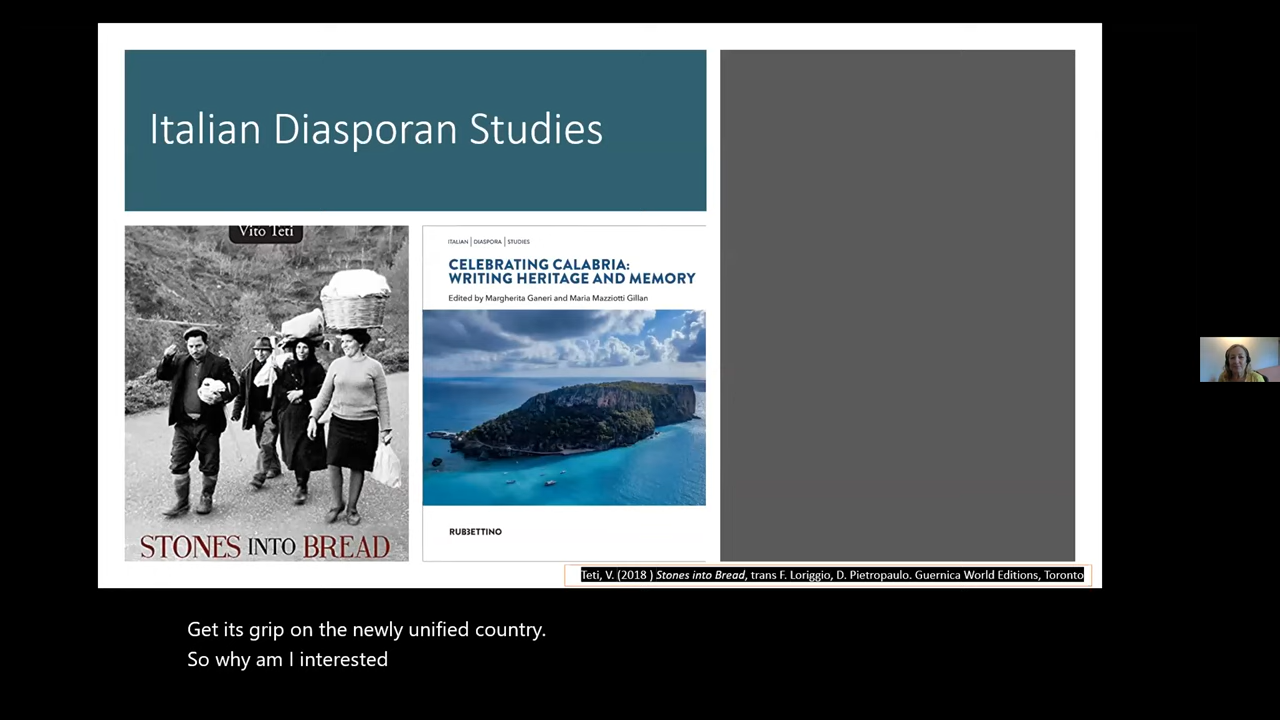 Italian Diasporan Studies
Vito Teti
STONES INTO BREAD
ITALIAN | DIASPORA | STUDIES
CELEBRATING CALABRIA:
WRITING HERITAGE AND MEMORY
Edited by Margherita Ganeri and Maria Mazziotti Gillan
RUBBETTINO
Teti, V. (2018 ) Stones into Bread, trans F. Loriggio, D. Pietropaulo. Guernica World Editions, Toronto
Get its grip on the newly unified country.
So why am I interested